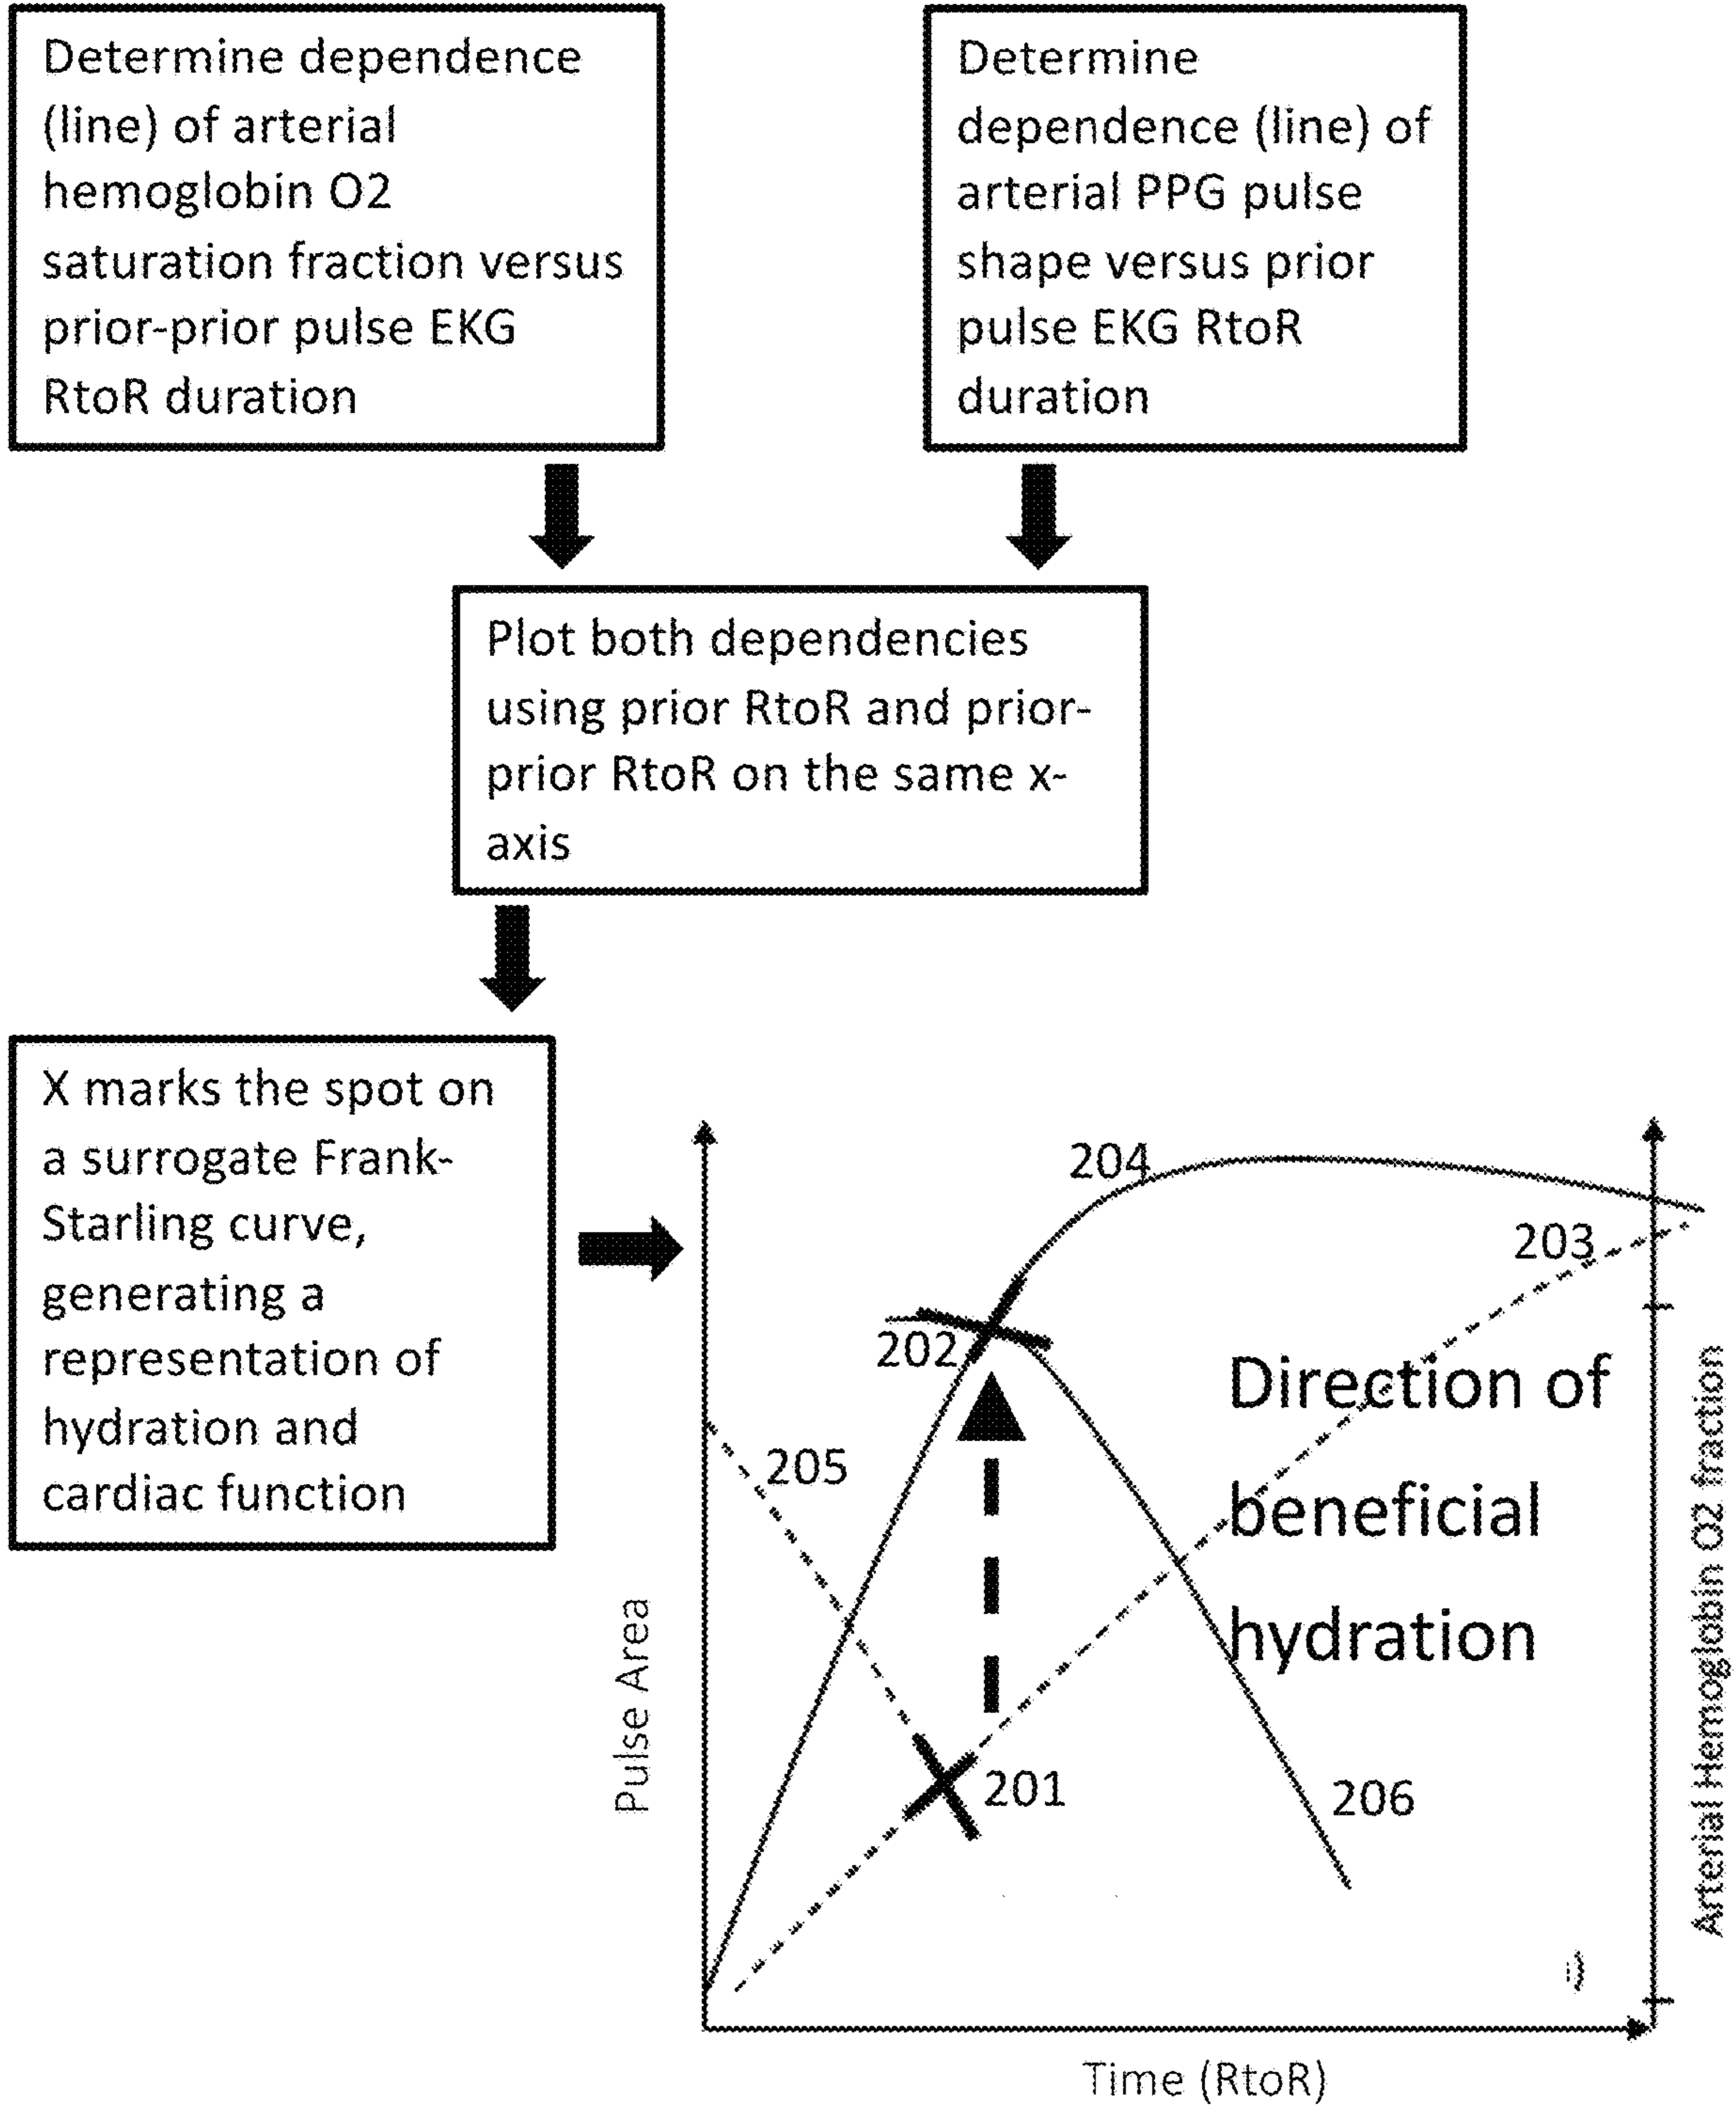 Determine dependence
(line) of arterial
hemoglobin O2
saturation fraction versus
prior-prior pulse EKG
RtoR duration
Determine
dependence (line) of
arterial PPG pulse
shape versus prior
pulse EKG RtoR
duration
Plot both dependencies
using prior RtoR and prior-
prior RtoR on the same x-
axis
X marks the spot on
a surrogate Frank-
Starling curve,
generating a
representation of
hydration and
cardiac function
204
203
202
205
Direction of
beneficial
hydration
201
206
Pulse Area
Arterial Hemoglobin O2 fraction
Time (RtoR)